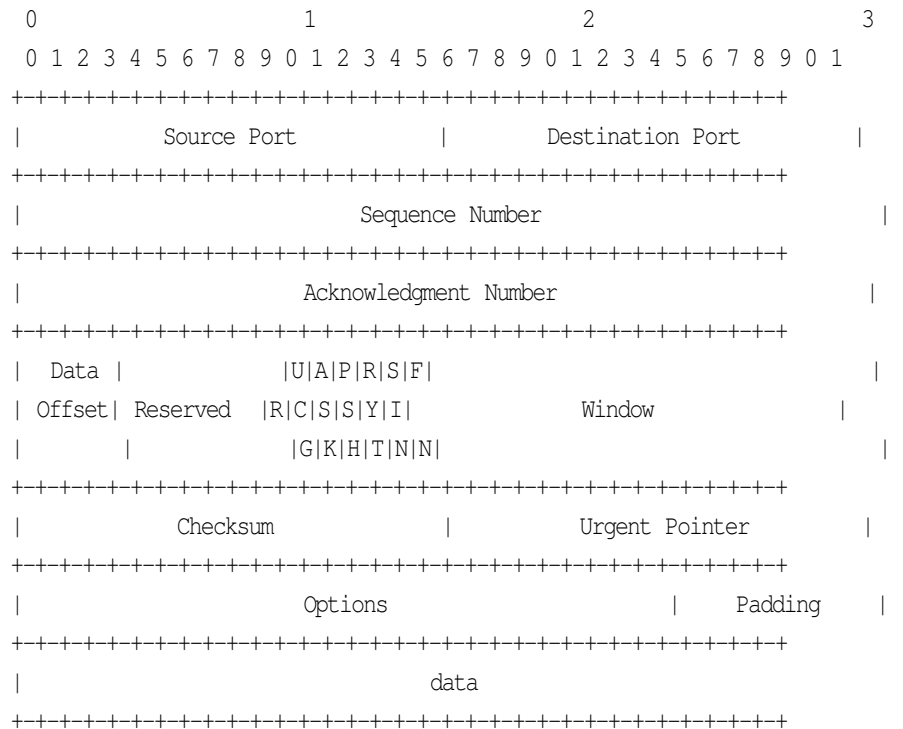 0 1 2 3
0 1 2 3 4 5 6 7 8 9 0 1 2 3 4 5 6 7 8 9 0 1 2 3 4 5 6 7 8 9 0 1
+-+-+-+-+-+-+-+-+-+-+-+-+-+-+-+-+-+-+-+-+-+-+-+-+-+-+-+-+-+-+-+-+
| Source Port | Destination Port |
+-+-+-+-+-+-+-+-+-+-+-+-+-+-+-+-+-+-+-+-+-+-+-+-+-+-+-+-+-+-+-+-+
| Sequence Number |
+-+-+-+-+-+-+-+-+-+-+-+-+-+-+-+-+-+-+-+-+-+-+-+-+-+-+-+-+-+-+-+-+
| Acknowledgment Number |
+-+-+-+-+-+-+-+-+-+-+-+-+-+-+-+-+-+-+-+-+-+-+-+-+-+-+-+-+-+-+-+-+
| Data | |U|A|P|R|S|F| |
| Offset| Reserved |R|C|S|S|Y|I| Window |
| | |G|K|H|T|N|N| |
+-+-+-+-+-+-+-+-+-+-+-+-+-+-+-+-+-+-+-+-+-+-+-+-+-+-+-+-+-+-+-+-+
| Checksum | Urgent Pointer |
+-+-+-+-+-+-+-+-+-+-+-+-+-+-+-+-+-+-+-+-+-+-+-+-+-+-+-+-+-+-+-+-+
| Options | Padding |
+-+-+-+-+-+-+-+-+-+-+-+-+-+-+-+-+-+-+-+-+-+-+-+-+-+-+-+-+-+-+-+-+
| data
+-+-+-+-+-+-+-+-+-+-+-+-+-+-+-+-+-+-+-+-+-+-+-+-+-+-+-+-+-+-+-+-+